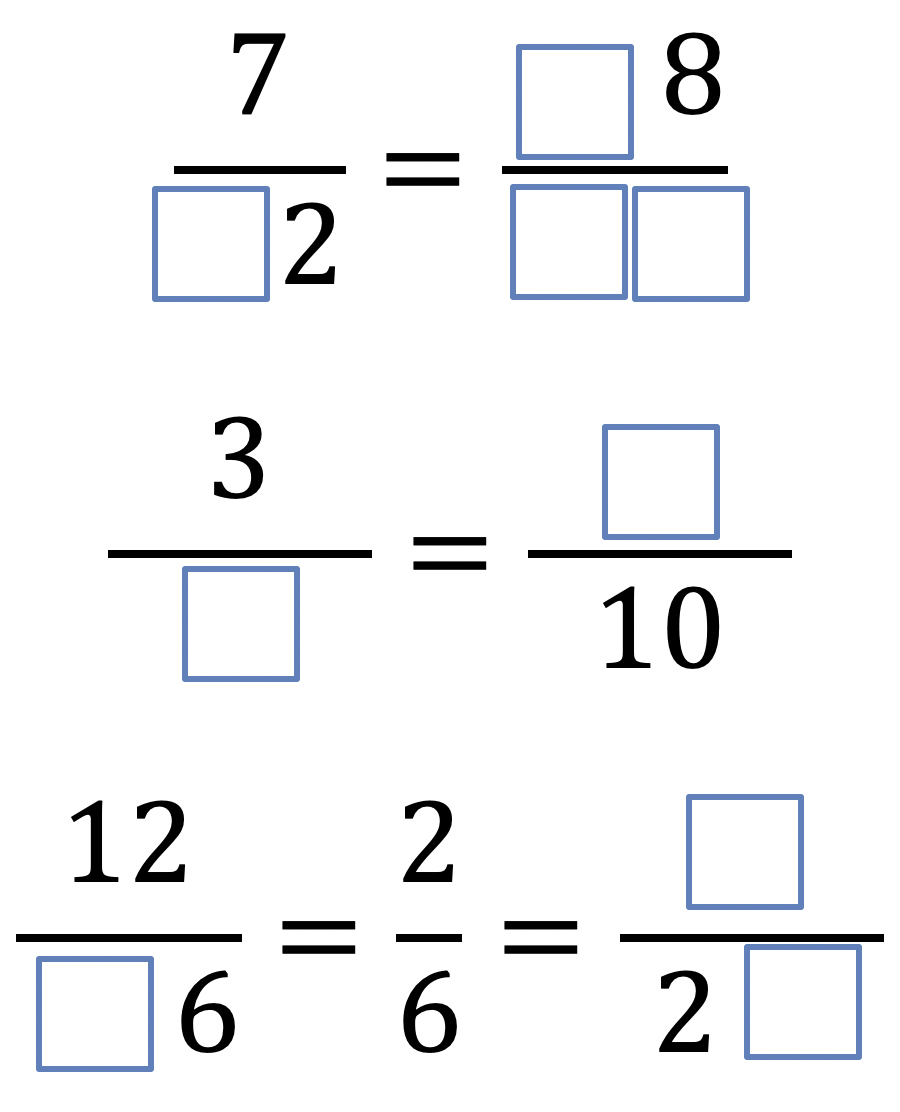 7 / □2 = □8 / □□
3 / □ = □ / 10
12 / □6 = 2 / 6 = □ / 2□